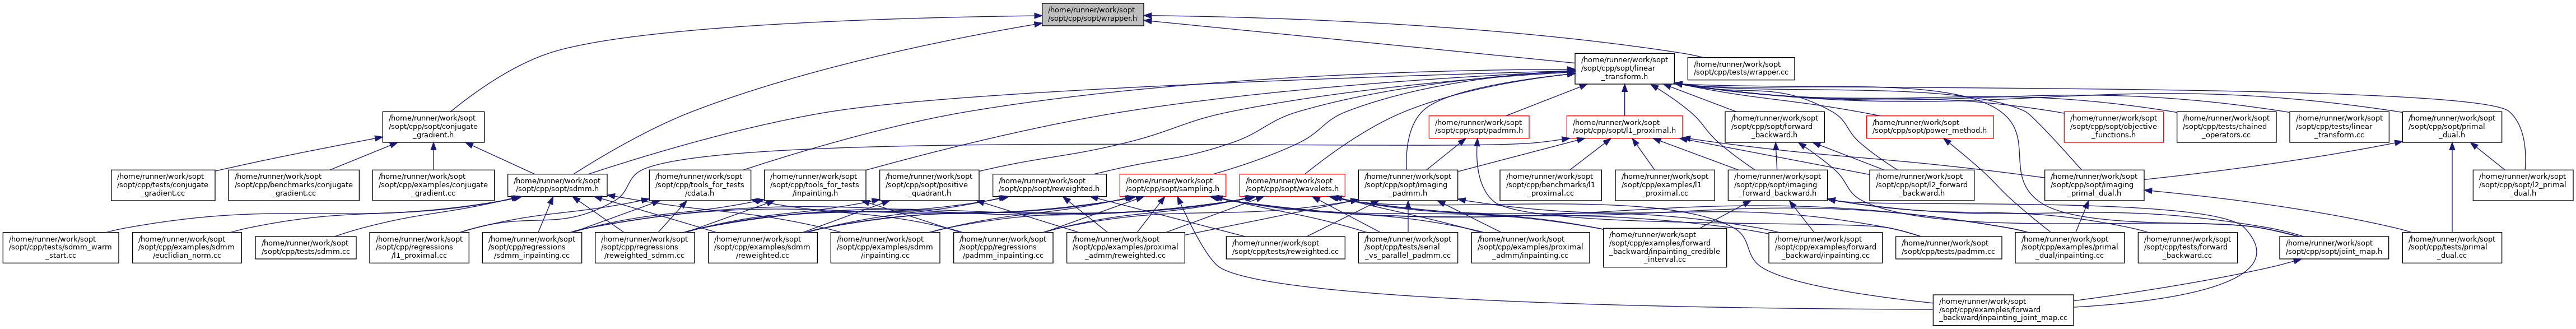 /home/runner/work/sopt
/sopt/cpp/sopt/wrapper.h
/home/runner/work/sopt
/sopt/cpp/sopt/linear
_transform.h
/home/runner/work/sopt
/sopt/cpp/tests/wrapper.cc
/home/runner/work/sopt
/sopt/cpp/sopt/conjugate
_gradient.h
/home/runner/work/sopt
/sopt/cpp/sopt/padmm.h
/home/runner/work/sopt
/sopt/cpp/sopt/l1_proximal.h
/home/runner/work/sopt
/sopt/cpp/sopt/forward
_backward.h
/home/runner/work/sopt
/sopt/cpp/sopt/power_method.h
/home/runner/work/sopt
/sopt/cpp/sopt/objective
_functions.h
/home/runner/work/sopt
/sopt/cpp/tests/chained
_operators.cc
/home/runner/work/sopt
/sopt/cpp/tests/linear
_transform.cc
/home/runner/work/sopt
/sopt/cpp/sopt/primal
_dual.h
/home/runner/work/sopt
/sopt/cpp/tests/conjugate
_gradient.cc
/home/runner/work/sopt
/sopt/cpp/benchmarks/conjugate
_gradient.cc
/home/runner/work/sopt
/sopt/cpp/examples/conjugate
_gradient.cc
/home/runner/work/sopt
/sopt/cpp/sopt/sdmm.h
/home/runner/work/sopt
/sopt/cpp/tools_for_tests
/cdata.h
/home/runner/work/sopt
/sopt/cpp/tools_for_tests
/inpainting.h
/home/runner/work/sopt
/sopt/cpp/sopt/positive
_quadrant.h
/home/runner/work/sopt
/sopt/cpp/sopt/reweighted.h
/home/runner/work/sopt
/sopt/cpp/sopt/sampling.h
/home/runner/work/sopt
/sopt/cpp/sopt/wavelets.h
/home/runner/work/sopt
/sopt/cpp/sopt/imaging
_padmm.h
/home/runner/work/sopt
/sopt/cpp/benchmarks/l1
_proximal.cc
/home/runner/work/sopt
/sopt/cpp/examples/l1
_proximal.cc
/home/runner/work/sopt
/sopt/cpp/sopt/imaging
_forward_backward.h
/home/runner/work/sopt
/sopt/cpp/sopt/l2_forward
_backward.h
/home/runner/work/sopt
/sopt/cpp/sopt/imaging
_primal_dual.h
/home/runner/work/sopt
/sopt/cpp/sopt/l2_primal
_dual.h
/home/runner/work/sopt
/sopt/cpp/tests/sdmm_warm
_start.cc
/home/runner/work/sopt
/sopt/cpp/examples/sdmm
/euclidian_norm.cc
/home/runner/work/sopt
/sopt/cpp/tests/sdmm.cc
/home/runner/work/sopt
/sopt/cpp/regressions
/l1_proximal.cc
/home/runner/work/sopt
/sopt/cpp/regressions
/sdmm_inpainting.cc
/home/runner/work/sopt
/sopt/cpp/regressions
/reweighted_sdmm.cc
/home/runner/work/sopt
/sopt/cpp/examples/sdmm
/reweighted.cc
/home/runner/work/sopt
/sopt/cpp/examples/sdmm
/inpainting.cc
/home/runner/work/sopt
/sopt/cpp/regressions
/padmm_inpainting.cc
/home/runner/work/sopt
/sopt/cpp/examples/proximal
_admm/reweighted.cc
/home/runner/work/sopt
/sopt/cpp/tests/reweighted.cc
/home/runner/work/sopt
/sopt/cpp/tests/serial
_vs_parallel_padmm.cc
/home/runner/work/sopt
/sopt/cpp/examples/proximal
_admm/inpainting.cc
/home/runner/work/sopt
/sopt/cpp/examples/forward
_backward/inpainting_credible
_interval.cc
/home/runner/work/sopt
/sopt/cpp/examples/forward
_backward/inpainting.cc
/home/runner/work/sopt
/sopt/cpp/tests/padmm.cc
/home/runner/work/sopt
/sopt/cpp/examples/primal
_dual/inpainting.cc
/home/runner/work/sopt
/sopt/cpp/tests/forward
_backward.cc
/home/runner/work/sopt
/sopt/cpp/sopt/joint_map.h
/home/runner/work/sopt
/sopt/cpp/tests/primal
_dual.cc
/home/runner/work/sopt
/sopt/cpp/examples/forward
_backward/inpainting_joint_map.cc